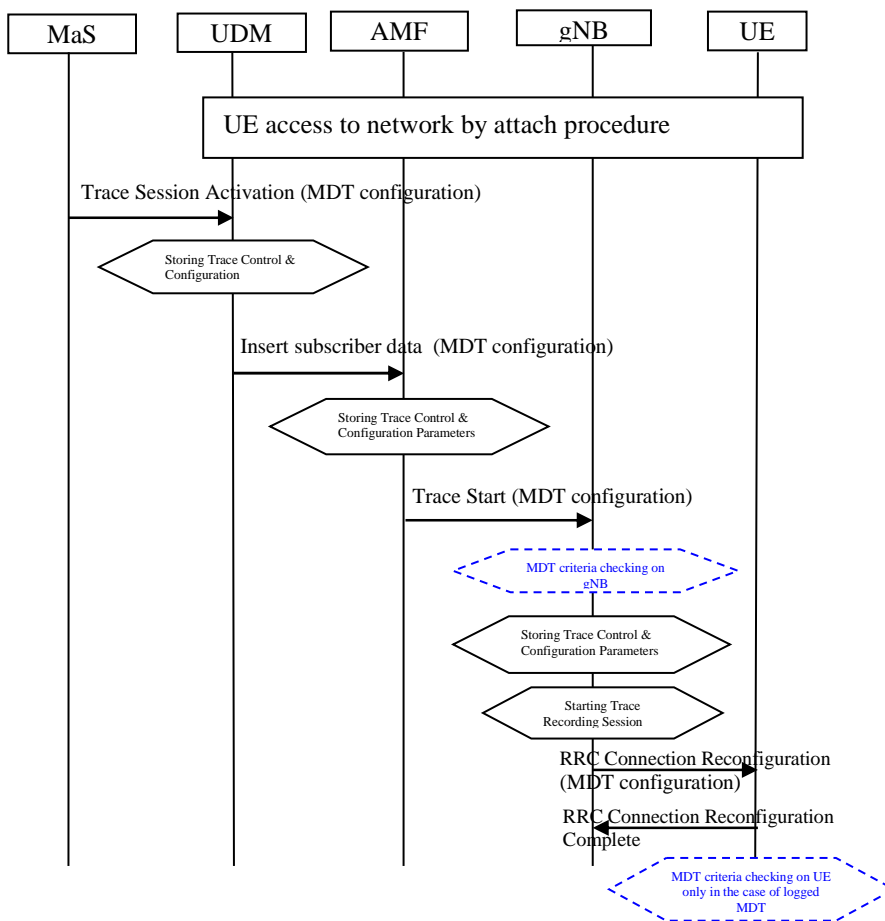 MaS
UDM
AMF
gNB
UE
UE access to network by attach procedure
Trace Session Activation (MDT configuration)
Storing Trace Control &
Configuration
Insert subscriber data  (MDT configuration)
Storing Trace Control &
Configuration Parameters
Trace Start (MDT configuration)
MDT criteria checking on
gNB
Storing Trace Control &
Configuration Parameters
Starting Trace
Recording Session
RRC Connection Reconfiguration
(MDT configuration)
RRC Connection Reconfiguration
Complete
MDT criteria checking on UE
only in the case of logged
MDT